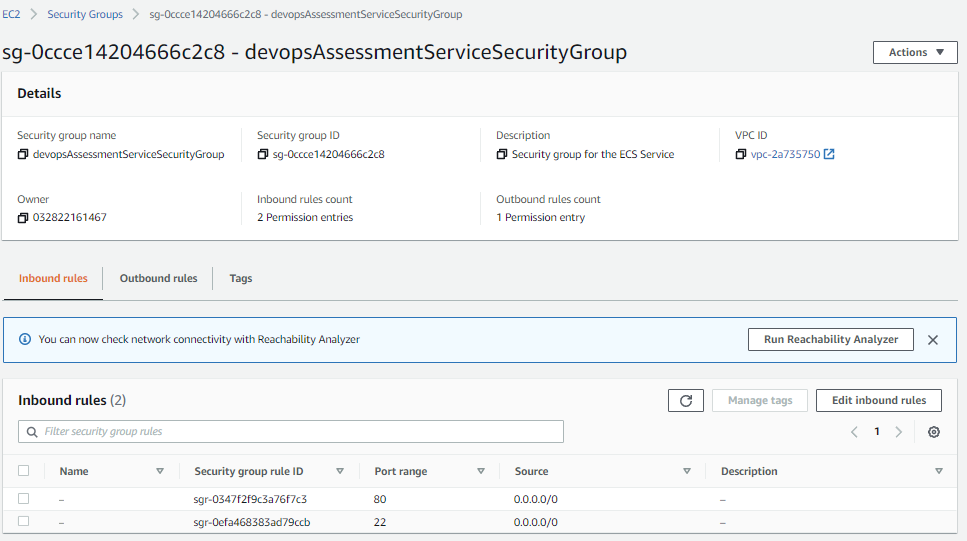 EC2 > Security Groups > sg-0ccce14204666c2c8 - devopsAssessmentServiceSecurityGroup
sg-0ccce14204666c2c8 - devopsAssessmentServiceSecurityGroup
Actions
Details
Security group name
devopsAssessmentServiceSecurityGroup
Security group ID
sg-0ccce14204666c2c8
Description
Security group for the ECS Service
VPC ID
vpc-2a735750
Owner
032822161467
Inbound rules count
2 Permission entries
Outbound rules count
1 Permission entry
Inbound rules Outbound rules Tags
You can now check network connectivity with Reachability Analyzer
Run Reachability Analyzer
Inbound rules (2)
Manage tags
Edit inbound rules
Filter security group rules
1
Name Security group rule ID Port range Source Description
– sgr-0347f2f9c3a76f7c3 80 0.0.0.0/0 –
– sgr-0efa468383ad79ccb 22 0.0.0.0/0 –